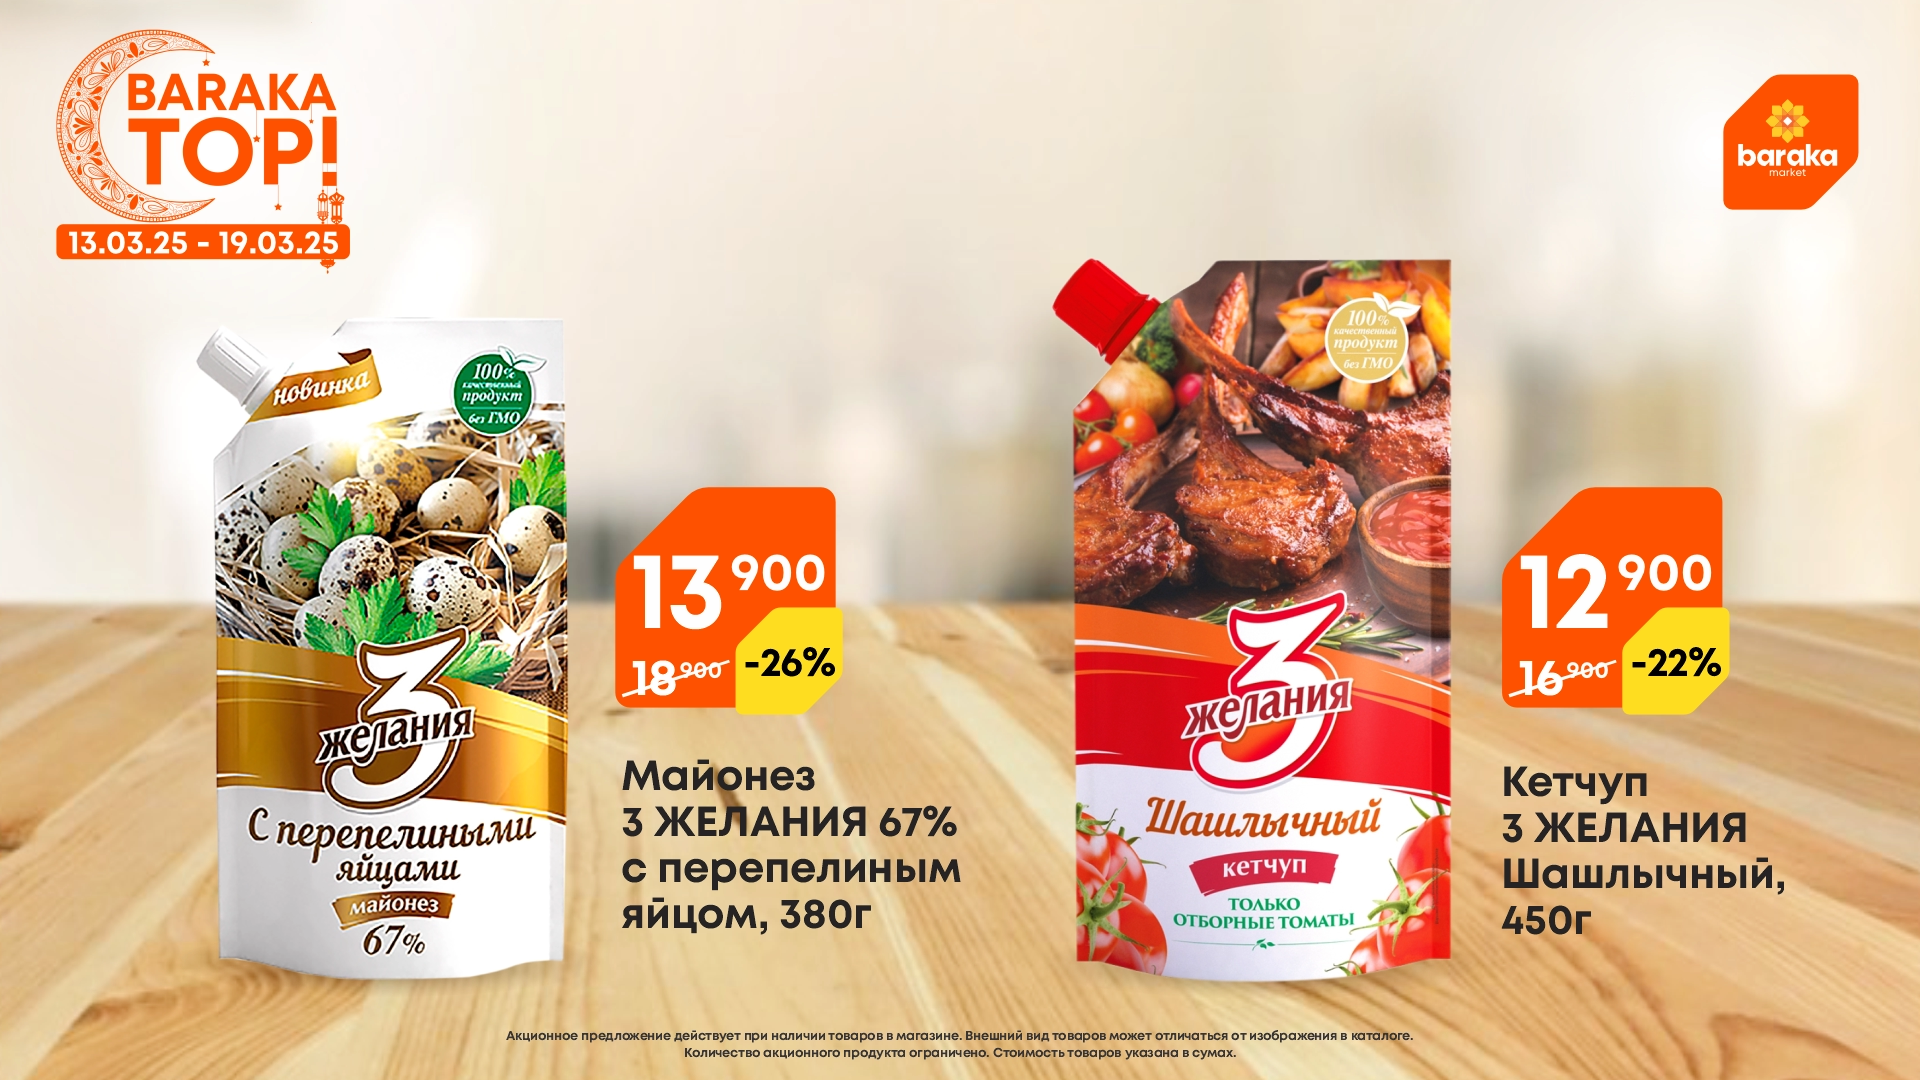 BARAKA
TOP!
13.03.25 - 19.03.25
baraka
market
новинка
100%
качественный
продукт
без ГМО
3
желания
С перепелиными
яйцами
майонез
67%
13 900
18 900
-26%
Майонез
3 ЖЕЛАНИЯ 67%
с перепелиным
яйцом, 380г
100%
качественный
продукт
без ГМО
3
желания
Шашлычный
кетчуп
ТОЛЬКО
ОТБОРНЫЕ ТОМАТЫ
12 900
16 900
-22%
Кетчуп
3 ЖЕЛАНИЯ
Шашлычный,
450г
Акционное предложение действует при наличии товаров в магазине. Внешний вид товаров может отличаться от изображения в каталоге.
Количество акционного продукта ограничено. Стоимость товаров указана в сумах.